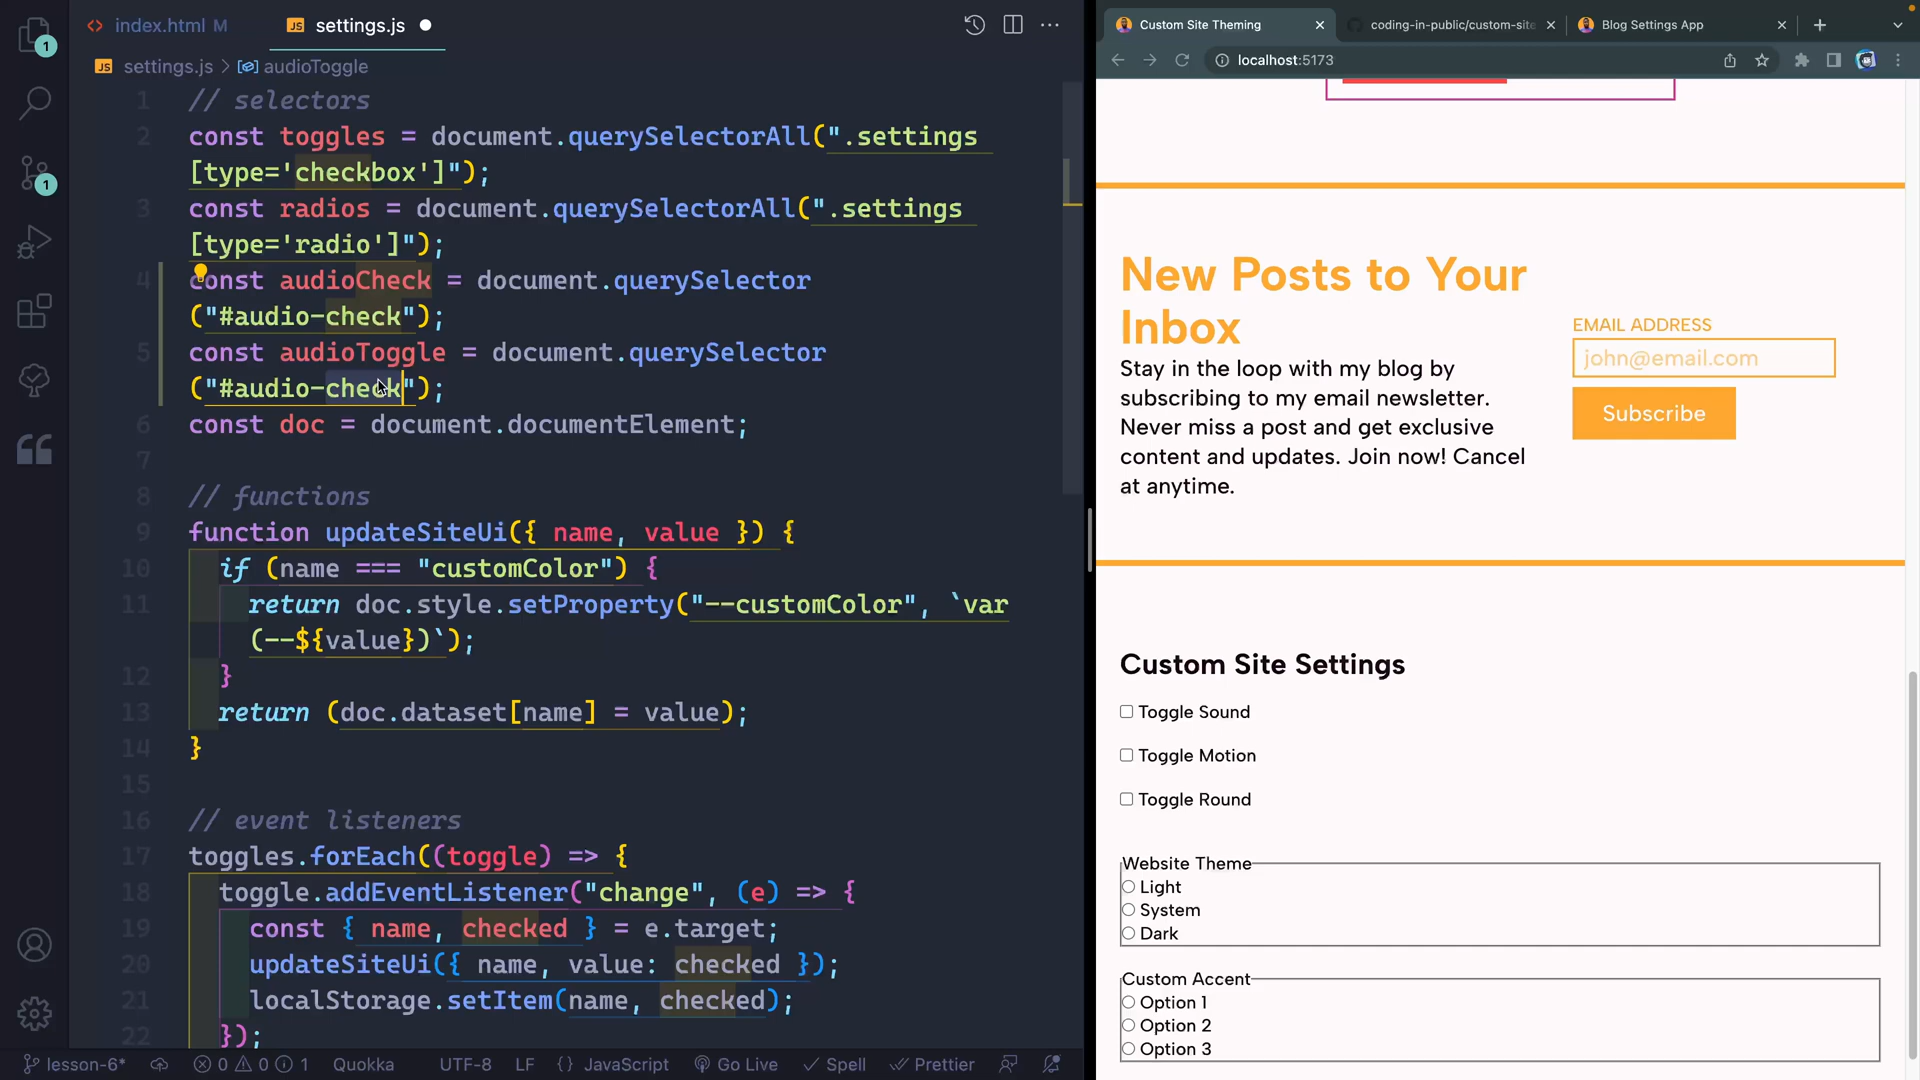 index.html M
settings.js
settings.js > audioToggle
1 // selectors
2 const toggles = document.querySelectorAll(".settings
[type='checkbox']");
3 const radios = document.querySelectorAll(".settings
[type='radio']");
4 const audioCheck = document.querySelector
("#audio-check");
5 const audioToggle = document.querySelector
("#audio-check");
6 const doc = document.documentElement;
7
8 // functions
9 function updateSiteUi({ name, value }) {
10 if (name === "customColor") {
11 return doc.style.setProperty("--customColor", `var
(--${value})`);
12 }
13 return (doc.dataset[name] = value);
14 }
15
16 // event listeners
17 toggles.forEach((toggle) => {
18 toggle.addEventListener("change", (e) => {
19 const { name, checked } = e.target;
20 updateSiteUi({ name, value: checked });
21 localStorage.setItem(name, checked);
22 });
1
1
lesson-6* 0 0 1 Quokka UTF-8 LF {} JavaScript Go Live Spell Prettier
Custom Site Theming
coding-in-public/custom-site
Blog Settings App
localhost:5173
New Posts to Your
Inbox
Stay in the loop with my blog by
subscribing to my email newsletter.
Never miss a post and get exclusive
content and updates. Join now! Cancel
at anytime.
EMAIL ADDRESS
john@email.com
Subscribe
Custom Site Settings
Toggle Sound
Toggle Motion
Toggle Round
Website Theme
Light
System
Dark
Custom Accent
Option 1
Option 2
Option 3